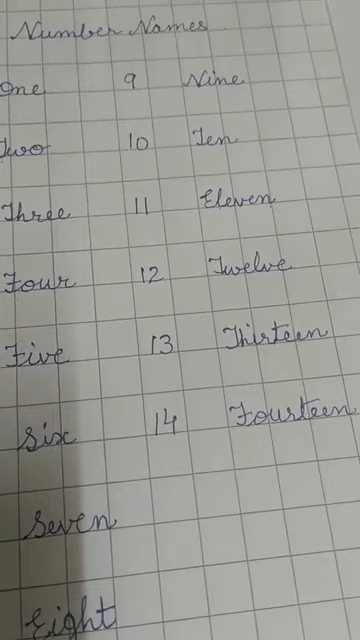 Number Names
One 9 Nine
Two 10 Ten
Three 11 Eleven
Four 12 Twelve
Five 13 Thirteen
Six 14 Fourteen
Seven
Eight